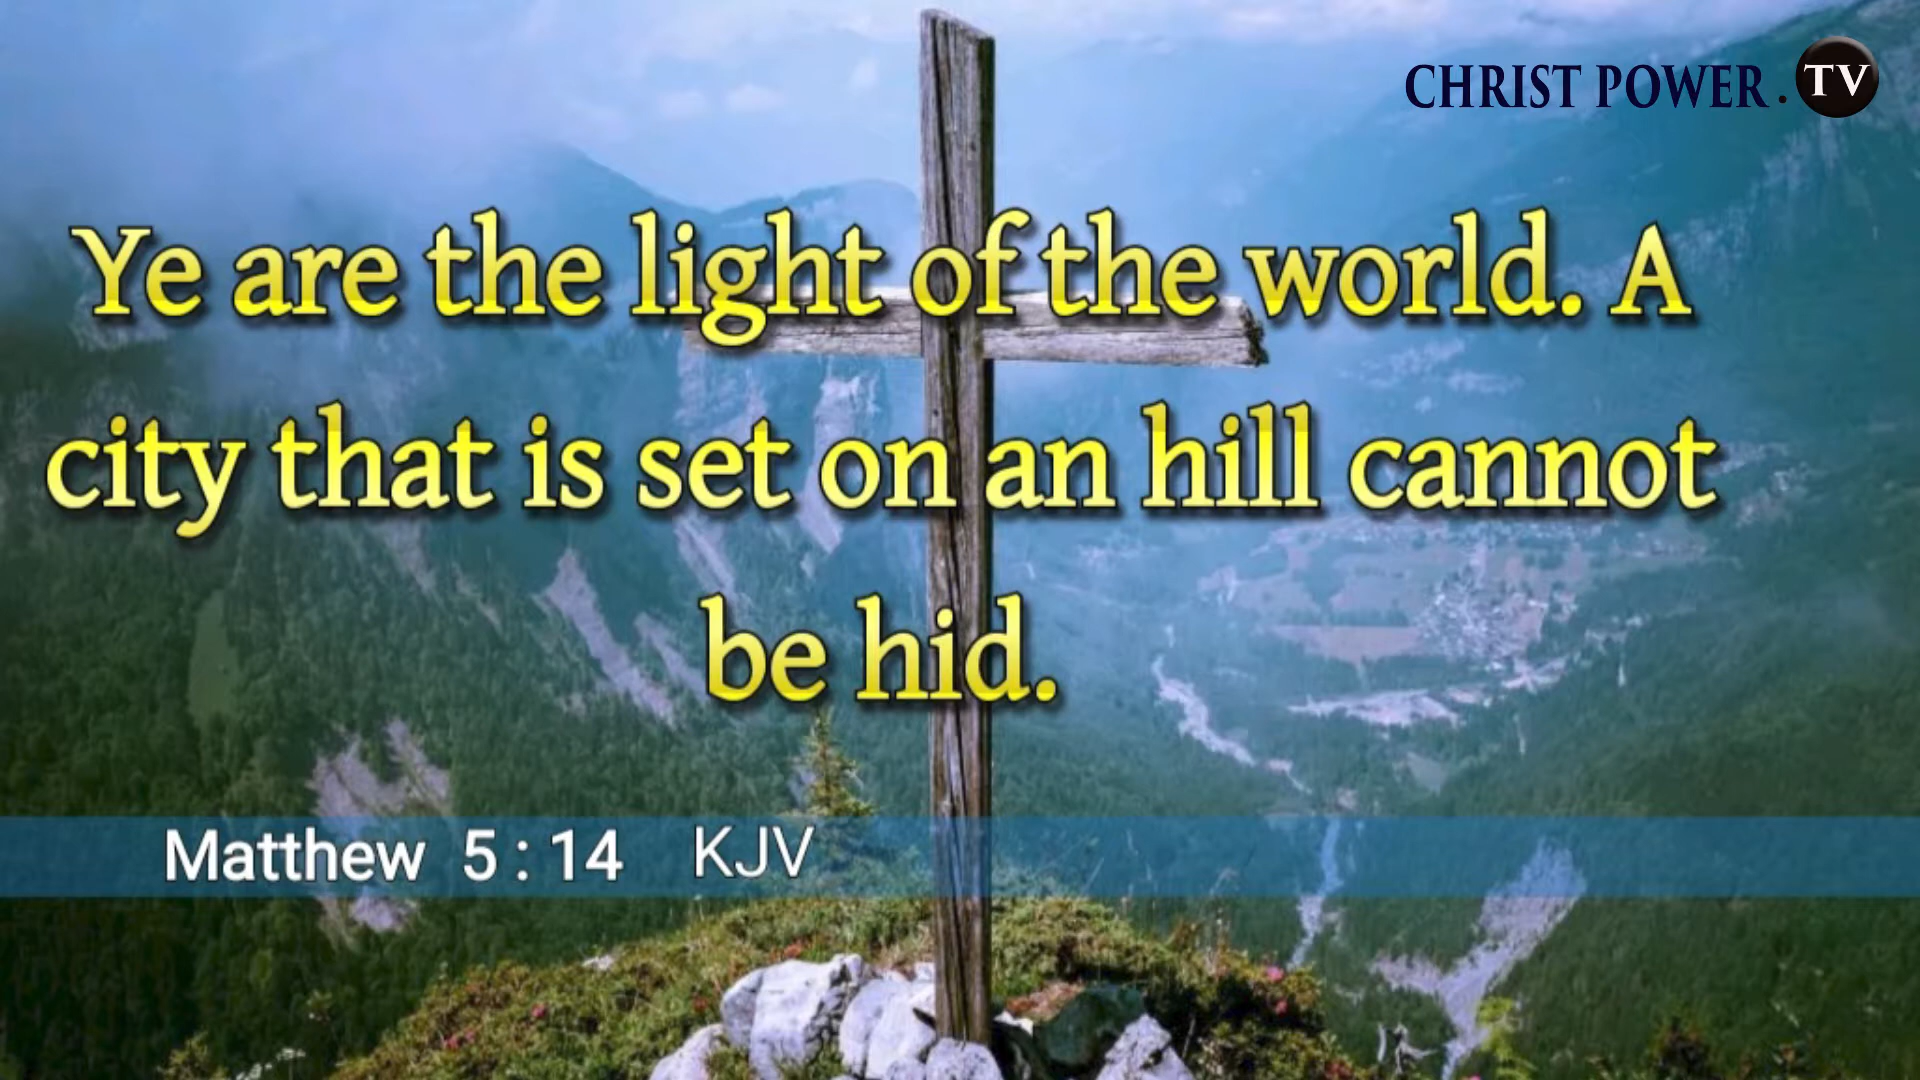 CHRIST POWER . TV
Ye are the light of the world. A
city that is set on an hill cannot
be hid.
Matthew 5 : 14 KJV